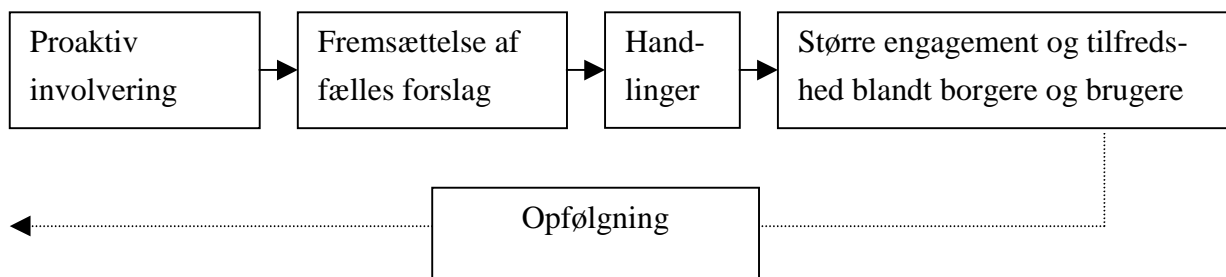 Proaktiv
involvering
Fremsættelse af
fælles forslag
Hand-
linger
Større engagement og tilfreds-
hed blandt borgere og brugere
Opfølgning